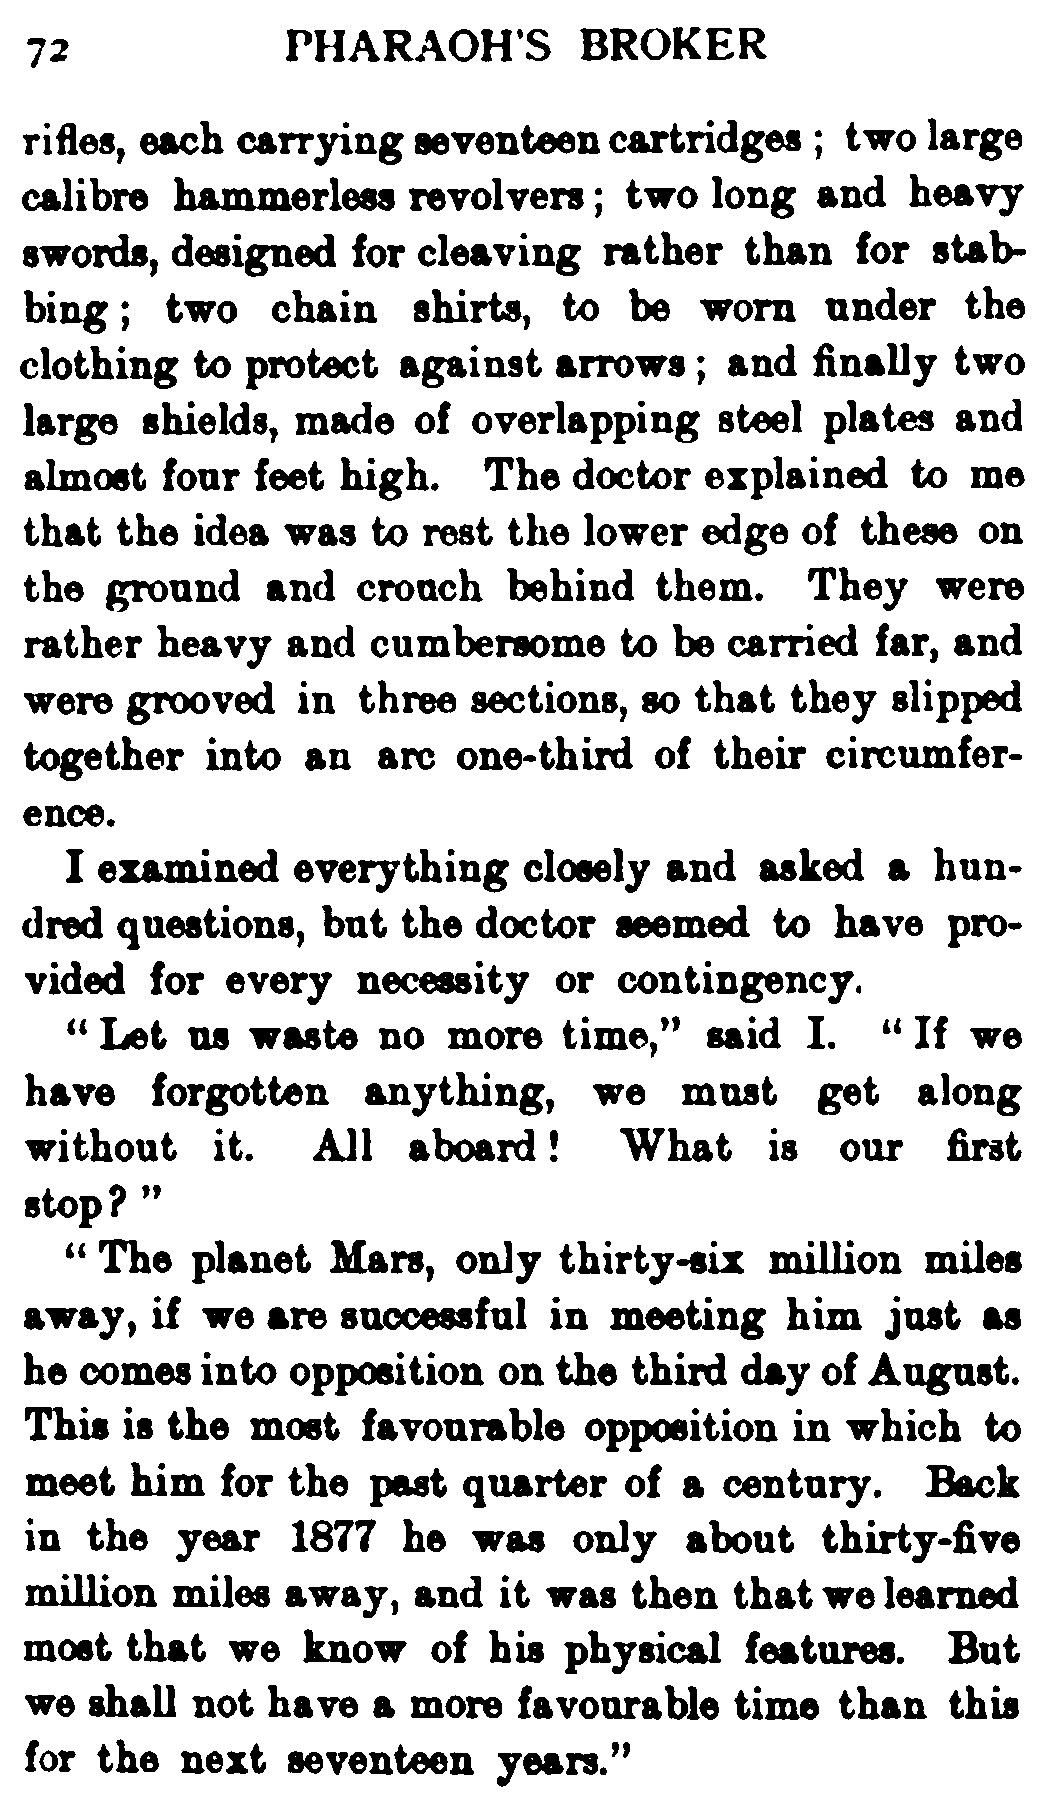 72 PHARAOH'S BROKER
rifles, each carrying seventeen cartridges; two large
calibre hammerless revolvers; two long and heavy
swords, designed for cleaving rather than for stab-
bing; two chain shirts, to be worn under the
clothing to protect against arrows; and finally two
large shields, made of overlapping steel plates and
almost four feet high. The doctor explained to me
that the idea was to rest the lower edge of these on
the ground and crouch behind them. They were
rather heavy and cumbersome to be carried far, and
were grooved in three sections, so that they slipped
together into an arc one-third of their circumfer-
ence.
I examined everything closely and asked a hun-
dred questions, but the doctor seemed to have pro-
vided for every necessity or contingency.
"Let us waste no more time," said I. "If we
have forgotten anything, we must get along
without it. All aboard! What is our first
stop?"
"The planet Mars, only thirty-six million miles
away, if we are successful in meeting him just as
he comes into opposition on the third day of August.
This is the most favourable opposition in which to
meet him for the past quarter of a century. Back
in the year 1877 he was only about thirty-five
million miles away, and it was then that we learned
most that we know of his physical features. But
we shall not have a more favourable time than this
for the next seventeen years."